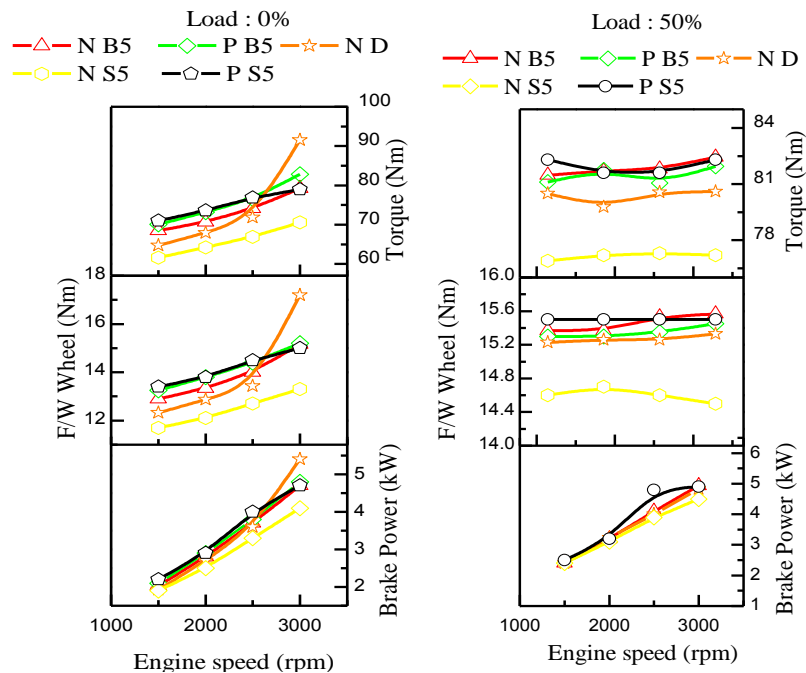 Load : 0%
N B5 P B5 N D
N S5 P S5
100
90
80
70
60
Torque (Nm)
18
16
14
12
F/W Wheel (Nm)
5
4
3
2
Brake Power (kW)
1000 2000 3000
Engine speed (rpm)
Load : 50%
N B5 P B5 N D
N S5 P S5
84
81
78
Torque (Nm)
16.0
15.6
15.2
14.8
14.4
14.0
F/W Wheel (Nm)
6
5
4
3
2
1
Brake Power (kW)
1000 2000 3000
Engine speed (rpm)